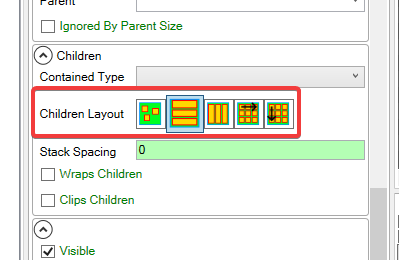 Parent
Ignored By Parent Size
Children
Contained Type
Children Layout
Stack Spacing
0
Wraps Children
Clips Children
Visible